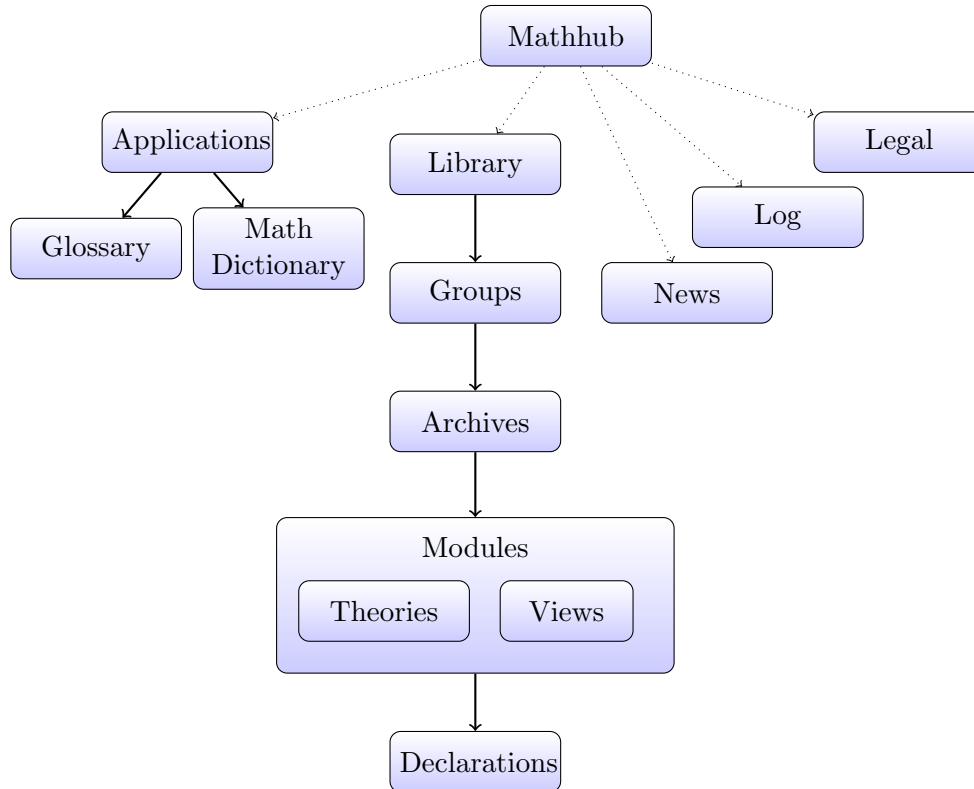 Mathhub
Applications
Library
Legal
Glossary
Math
Dictionary
Log
Groups
News
Archives
Modules
Theories
Views
Declarations